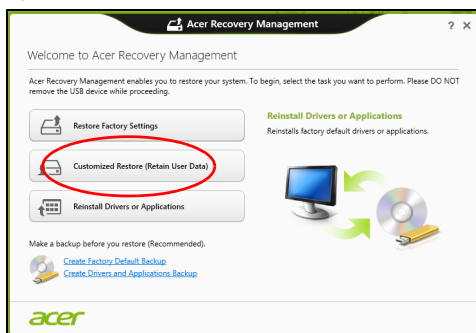 Acer Recovery Management
? X
Welcome to Acer Recovery Management
Acer Recovery Management enables you to restore your system. To begin, select the task you want to perform. Please DO NOT
remove the USB device while proceeding.
Restore Factory Settings
Customized Restore (Retain User Data)
Reinstall Drivers or Applications
Reinstall Drivers or Applications
Reinstalls factory default drivers or applications.
Make a backup before you restore (Recommended).
Create Factory Default Backup
Create Drivers and Applications Backup
acer